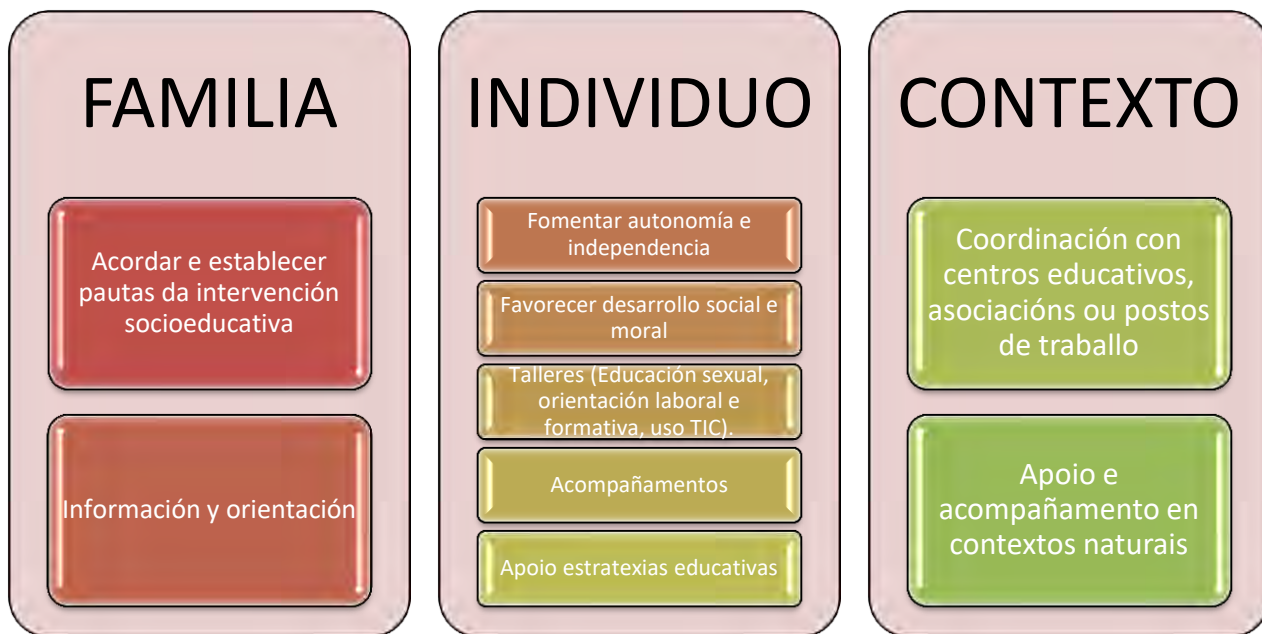 FAMILIA
Acordar e establecer
pautas da intervención
socioeducativa
Información y orientación
INDIVIDUO
Fomentar autonomía e
independencia
Favorecer desarrollo social e
moral
Talleres (Educación sexual,
orientación laboral e
formativa, uso TIC).
Acompañamentos
Apoio estratexias educativas
CONTEXTO
Coordinación con
centros educativos,
asociacións ou postos
de traballo
Apoio e
acompañamento en
contextos naturais